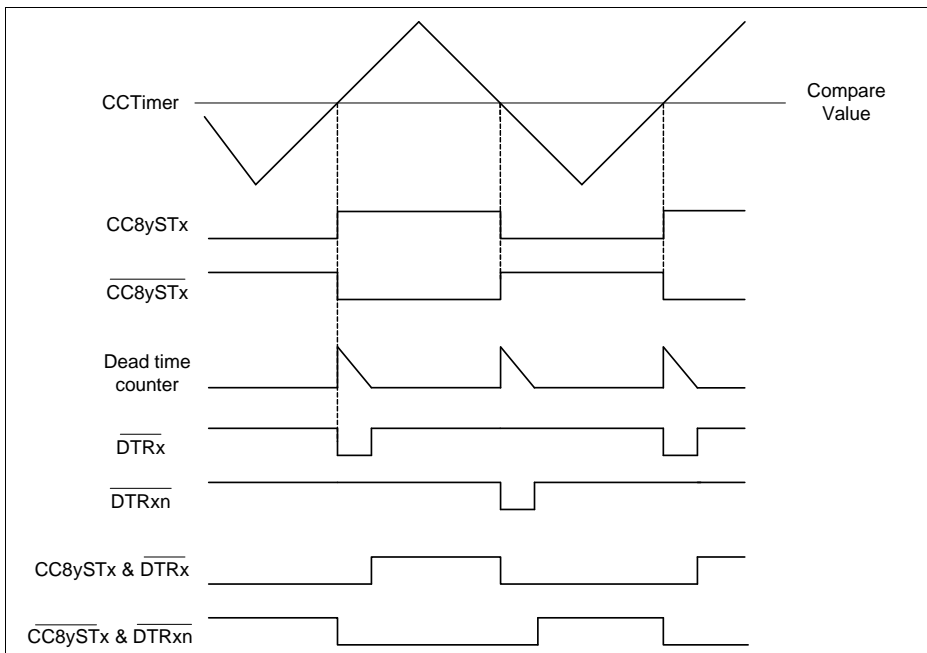 CCTimer
Compare
Value
CC8ySTx
CC8ySTx
Dead time
counter
DTRx
DTRxn
CC8ySTx & DTRx
CC8ySTx & DTRxn